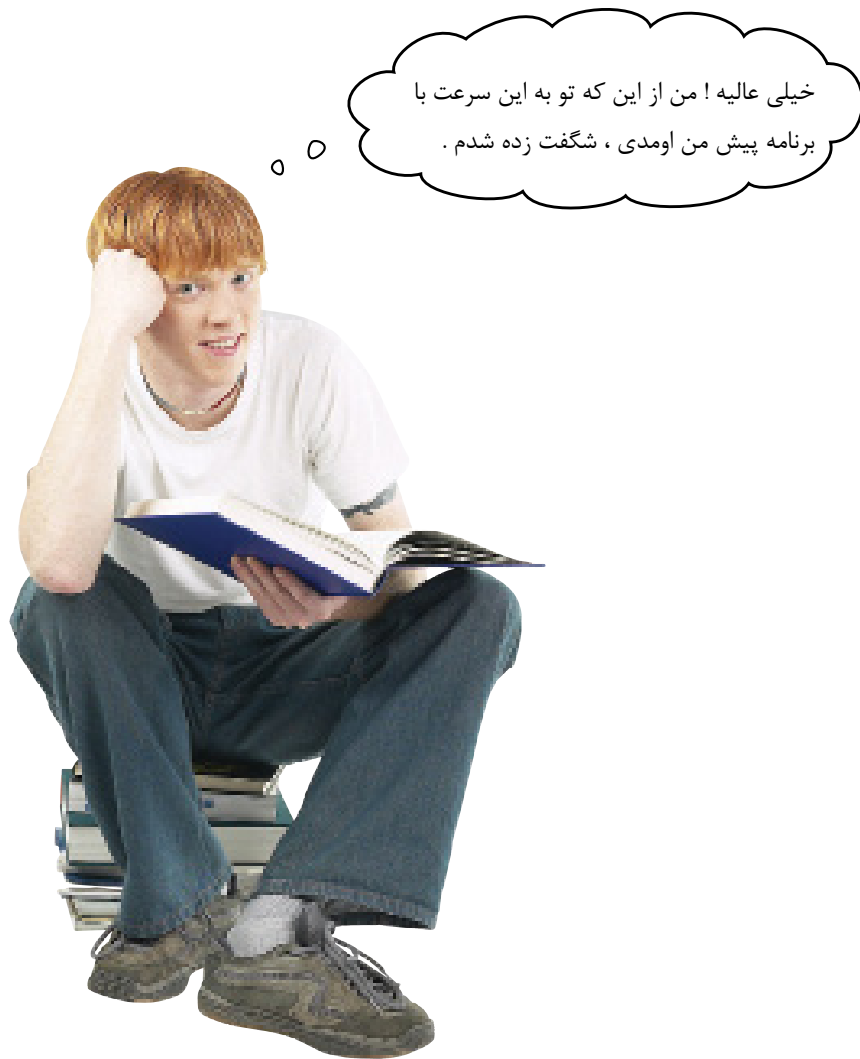 خیلی عالیه ! من از این که تو به این سرعت با
برنامه پیش من اومدی ، شگفت زده شدم .